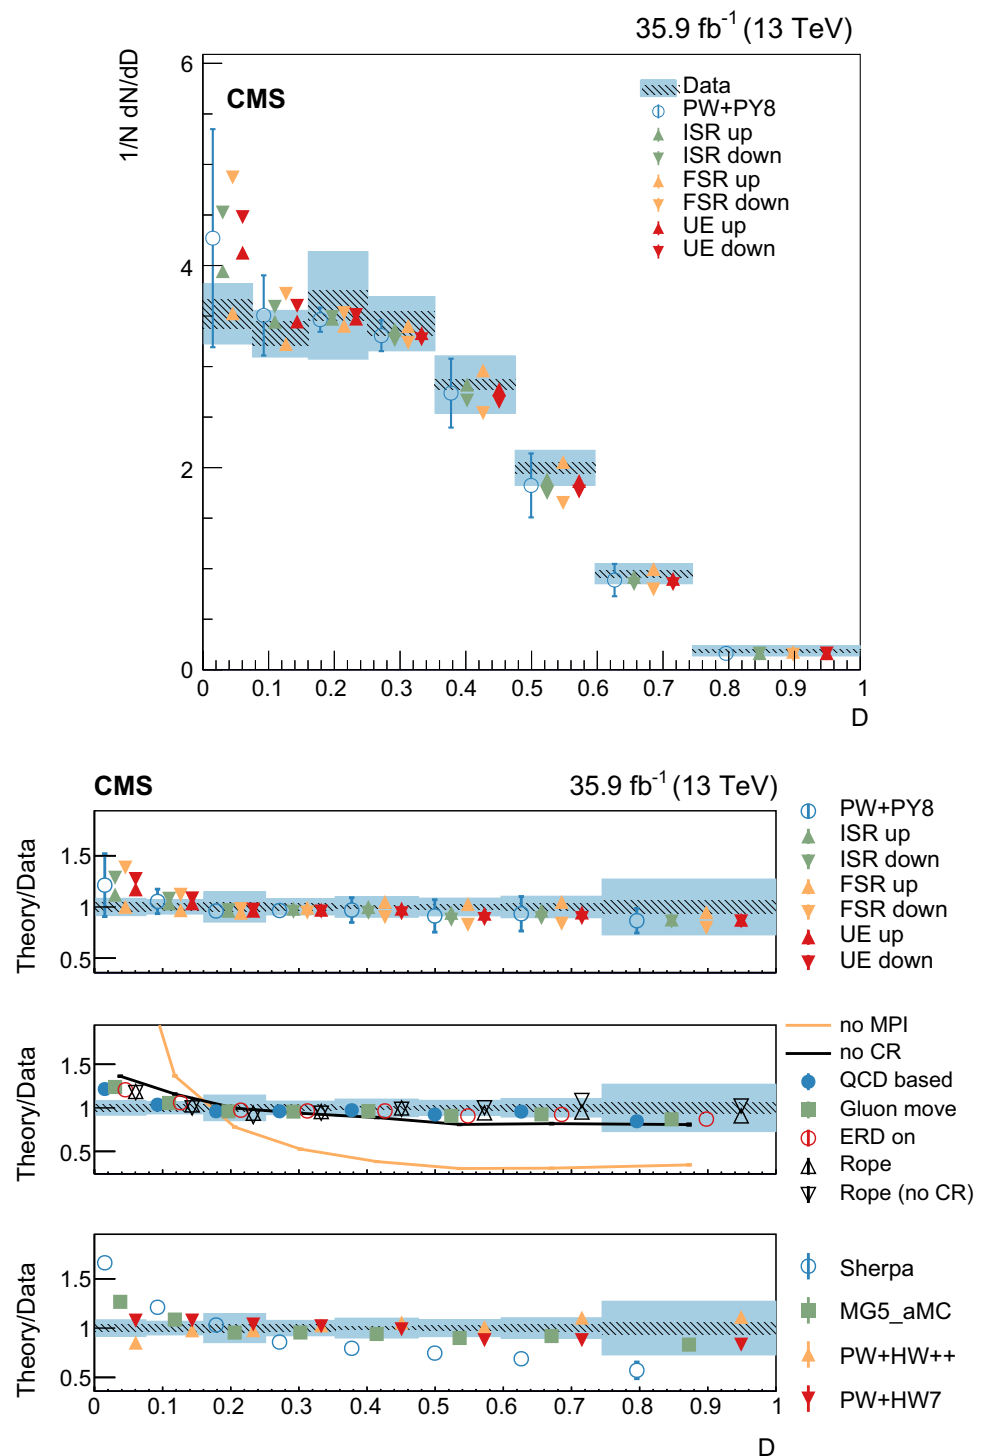 35.9 fb⁻¹ (13 TeV)
1/N dN/dD
CMS
Data
PW+PY8
ISR up
ISR down
FSR up
FSR down
UE up
UE down
6
4
2
0
0 0.1 0.2 0.3 0.4 0.5 0.6 0.7 0.8 0.9 1
D
CMS 35.9 fb⁻¹ (13 TeV)
Theory/Data
1.5
1
0.5
PW+PY8
ISR up
ISR down
FSR up
FSR down
UE up
UE down
Theory/Data
1.5
1
0.5
no MPI
no CR
QCD based
Gluon move
ERD on
Rope
Rope (no CR)
Theory/Data
1.5
1
0.5
Sherpa
MG5_aMC
PW+HW++
PW+HW7
0 0.1 0.2 0.3 0.4 0.5 0.6 0.7 0.8 0.9 1
D